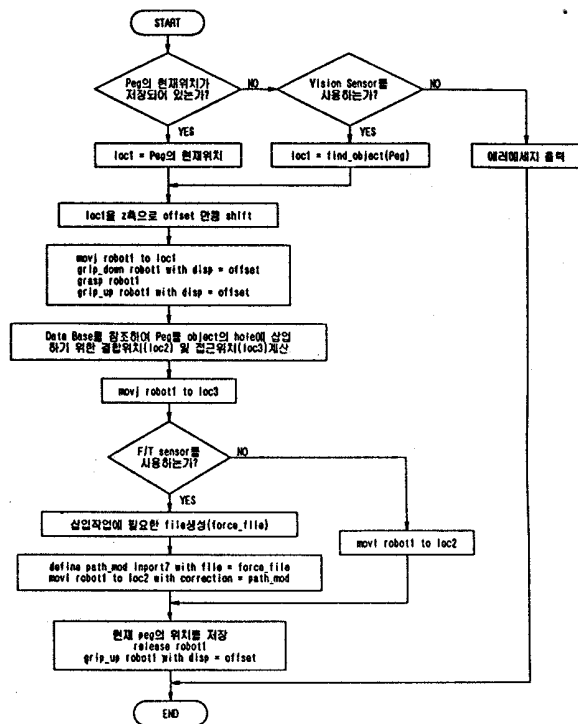 START
Peg의 현재위치가
저장되어 있는가?
NO
Vision Sensor를
사용하는가?
NO
YES
YES
loc1 = Peg의 현재위치
loc1 = find_object(Peg)
에러메세지 출력
loc1을 z축으로 offset 만큼 shift
movj robot1 to loc1
grip_down robot1 with disp = offset
grasp robot1
grip_up robot1 with disp = offset
Data Base를 참조하여 Peg를 object의 hole에 삽입
하기 위한 결합위치(loc2) 및 접근위치(loc3)계산
movj robot1 to loc3
F/T sensor를
사용하는가?
NO
YES
삽입작업에 필요한 file생성(force_file)
movl robot1 to loc2
define path_mod inport7 with file = force_file
movl robot1 to loc2 with correction = path_mod
현재 peg의 위치를 저장
release robot1
grip_up robot1 with disp = offset
END